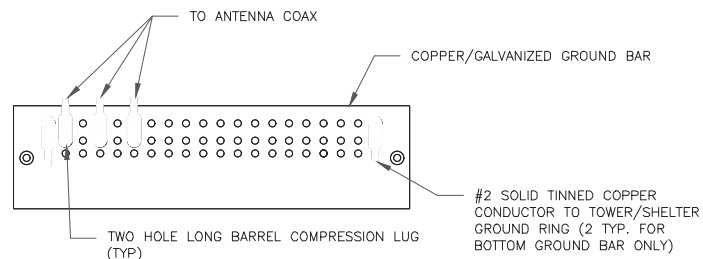 TO ANTENNA COAX
COPPER/GALVANIZED GROUND BAR
#2 SOLID TINNED COPPER
CONDUCTOR TO TOWER/SHELTER
GROUND RING (2 TYP. FOR
BOTTOM GROUND BAR ONLY)
TWO HOLE LONG BARREL COMPRESSION LUG
(TYP)